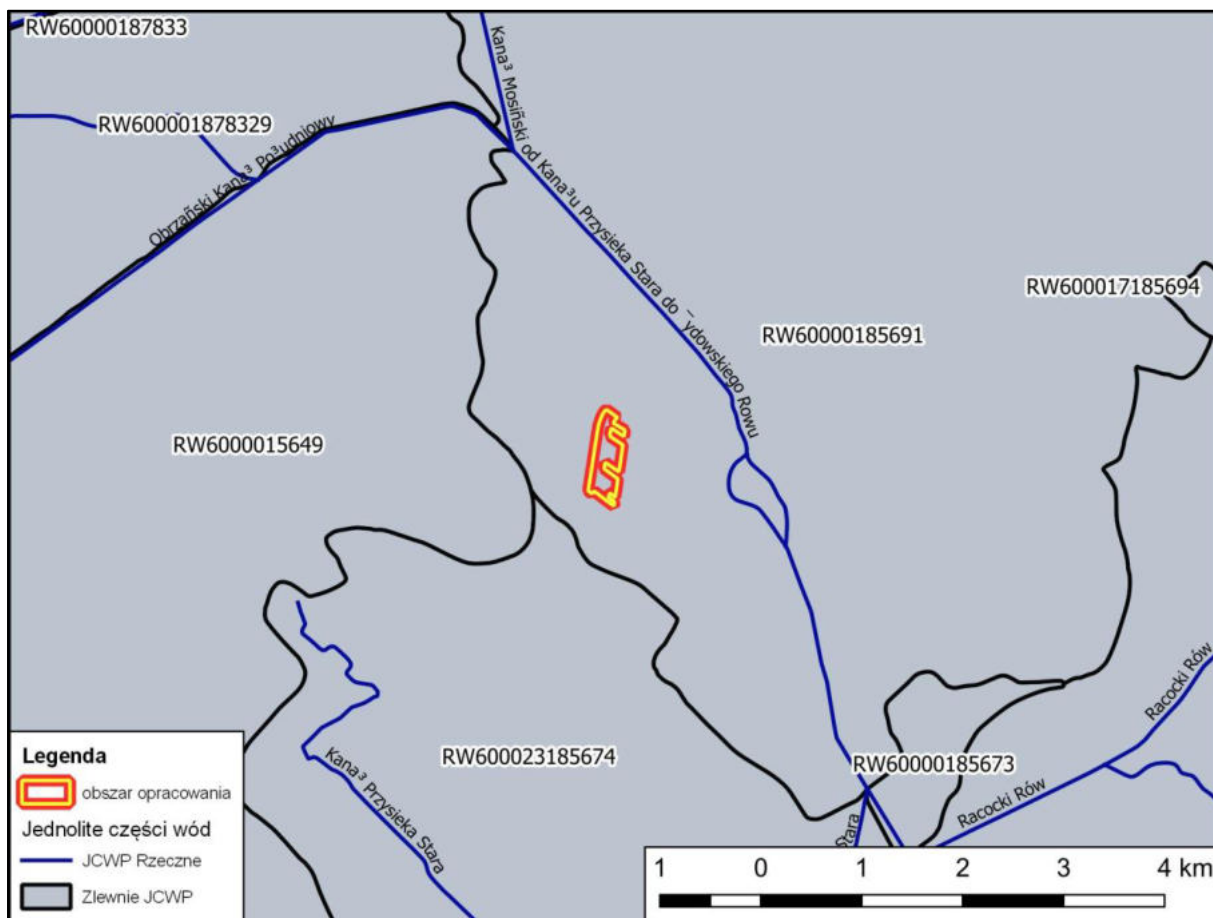 RW60000187833
RW600001878329
Obrzañski Kana³ Po³udniowy
Kana³ Mosiñski od Kana³u Przysieka Stara do ¯ydowskiego Rowu
RW600017185694
RW60000185691
RW6000015649
RW600023185674
RW60000185673
Racocki Rów
Racocki Rów
Kana³ Przysieka Stara
Stara
Legenda
obszar opracowania
Jednolite części wód
JCWP Rzeczne
Zlewnie JCWP
1 0 1 2 3 4 km